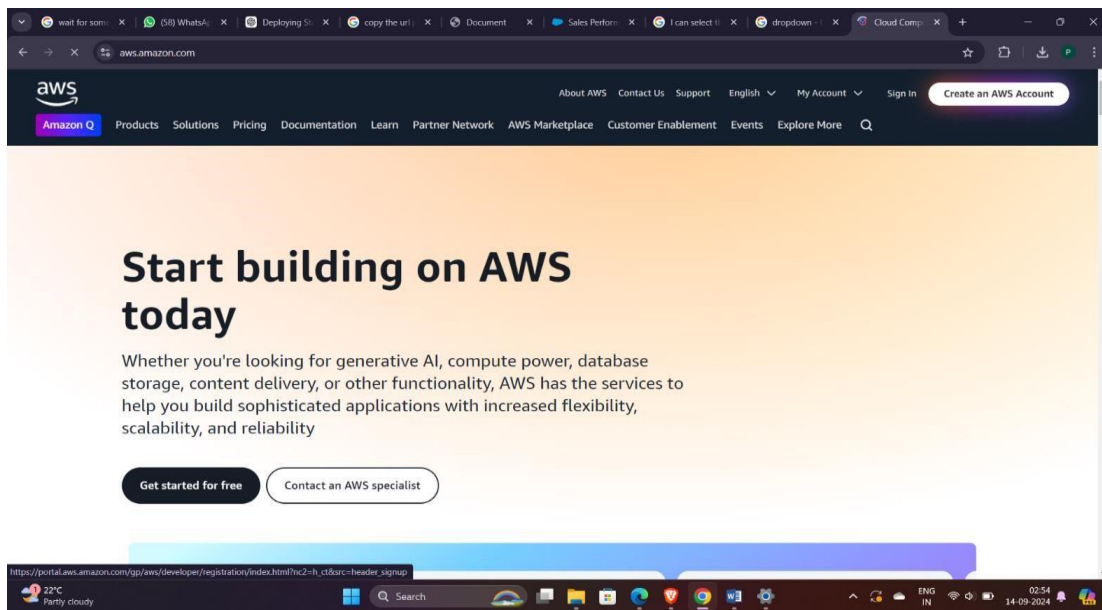 wait for som
(58) WhatsA
Deploying St
copy the url
Document
Sales Perform
I can select t
dropdown -
Cloud Comp
aws.amazon.com
P
aws
About AWS Contact Us Support English My Account Sign In Create an AWS Account
Amazon Q Products Solutions Pricing Documentation Learn Partner Network AWS Marketplace Customer Enablement Events Explore More
Start building on AWS
today
Whether you're looking for generative AI, compute power, database
storage, content delivery, or other functionality, AWS has the services to
help you build sophisticated applications with increased flexibility,
scalability, and reliability
Get started for free Contact an AWS specialist
https://portal.aws.amazon.com/gp/aws/developer/registration/index.html?nc2=h_ct&src=header_signup
1
22°C
Partly cloudy
Search
ENG
IN
02:54
14-09-2024